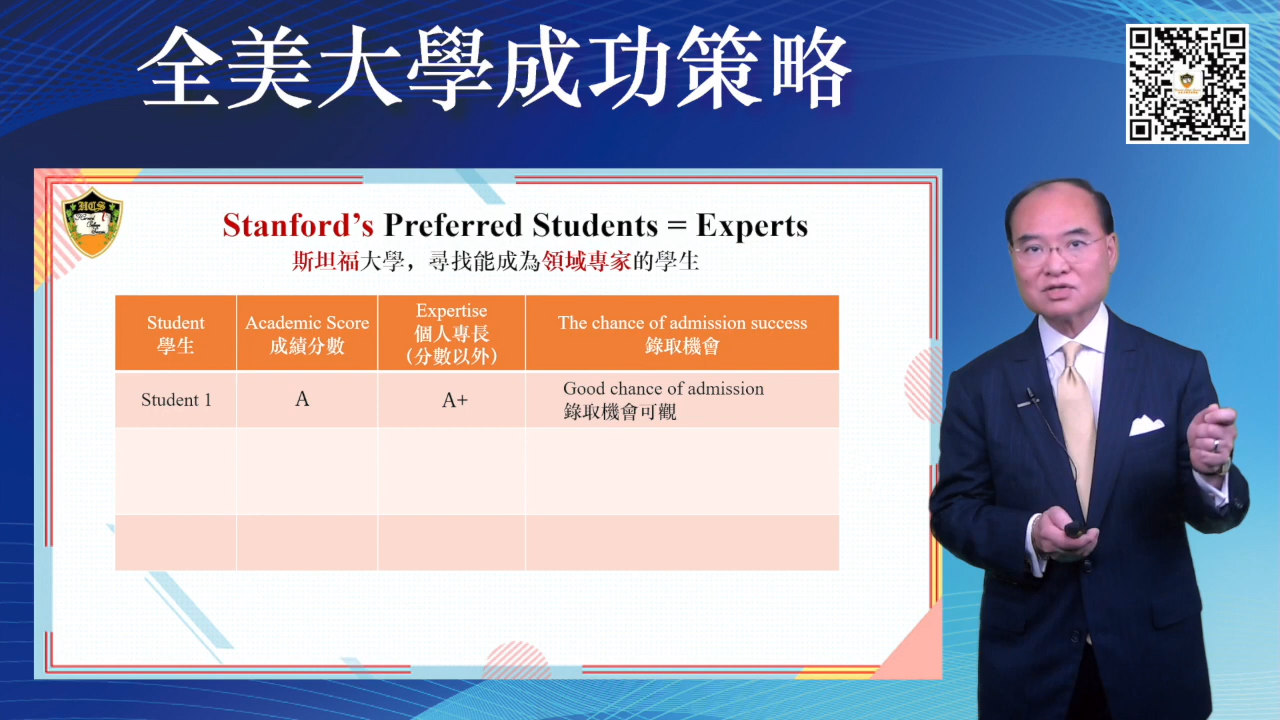 全美大學成功策略
HCS
Stanford's Preferred Students = Experts
斯坦福大學，尋找能成為領域專家的學生
Student
學生
Academic Score
成績分數
Expertise
個人專長
（分數以外）
The chance of admission success
錄取機會
Student 1
A
A+
Good chance of admission
錄取機會可觀